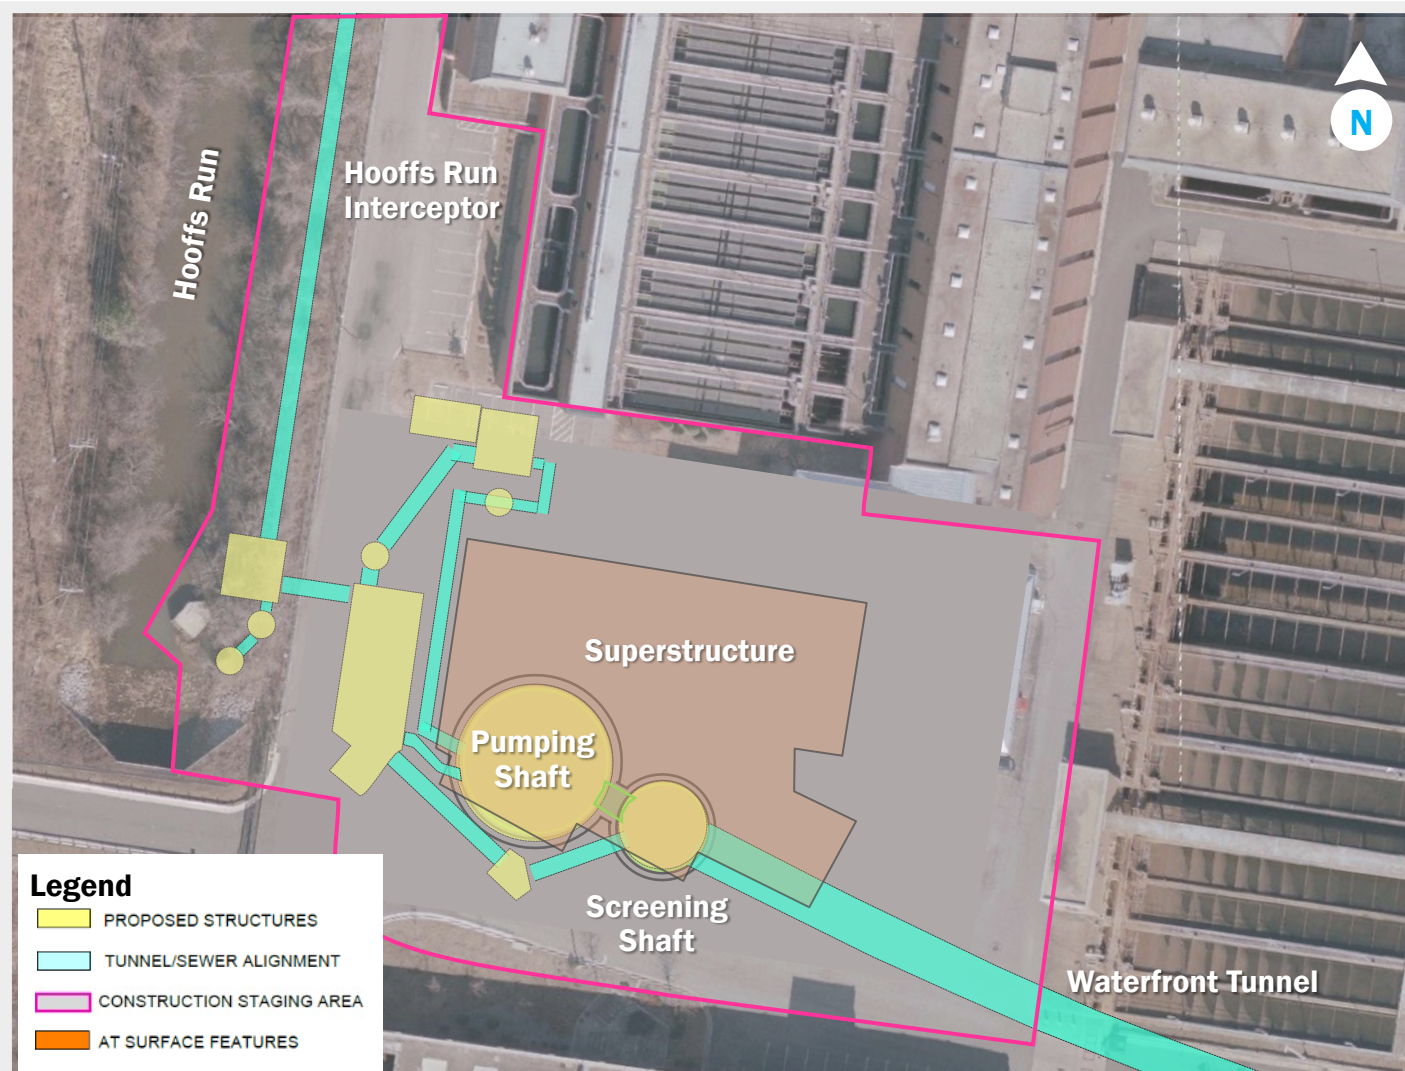 N
Hooffs Run
Interceptor
Hooffs Run
Superstructure
Pumping
Shaft
Screening
Shaft
Waterfront Tunnel
Legend
PROPOSED STRUCTURES
TUNNEL/SEWER ALIGNMENT
CONSTRUCTION STAGING AREA
AT SURFACE FEATURES